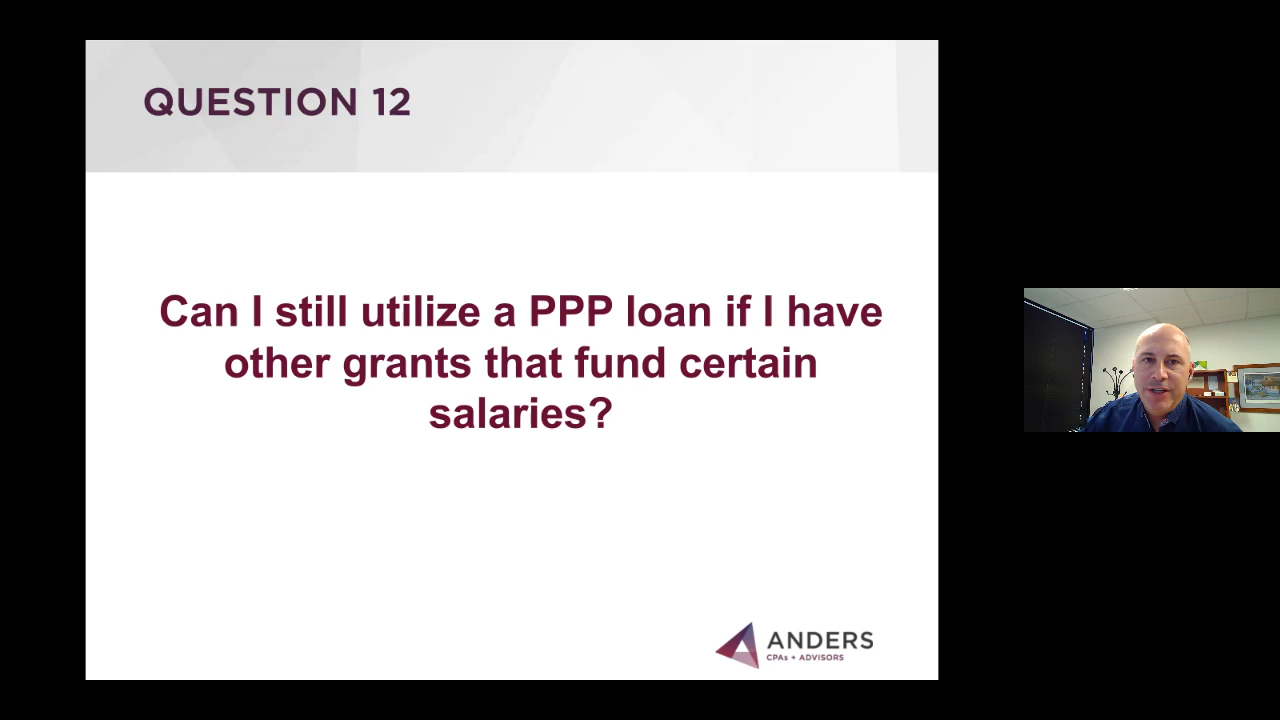 QUESTION 12
Can I still utilize a PPP loan if I have
other grants that fund certain
salaries?
ANDERS
CPAs + ADVISORS